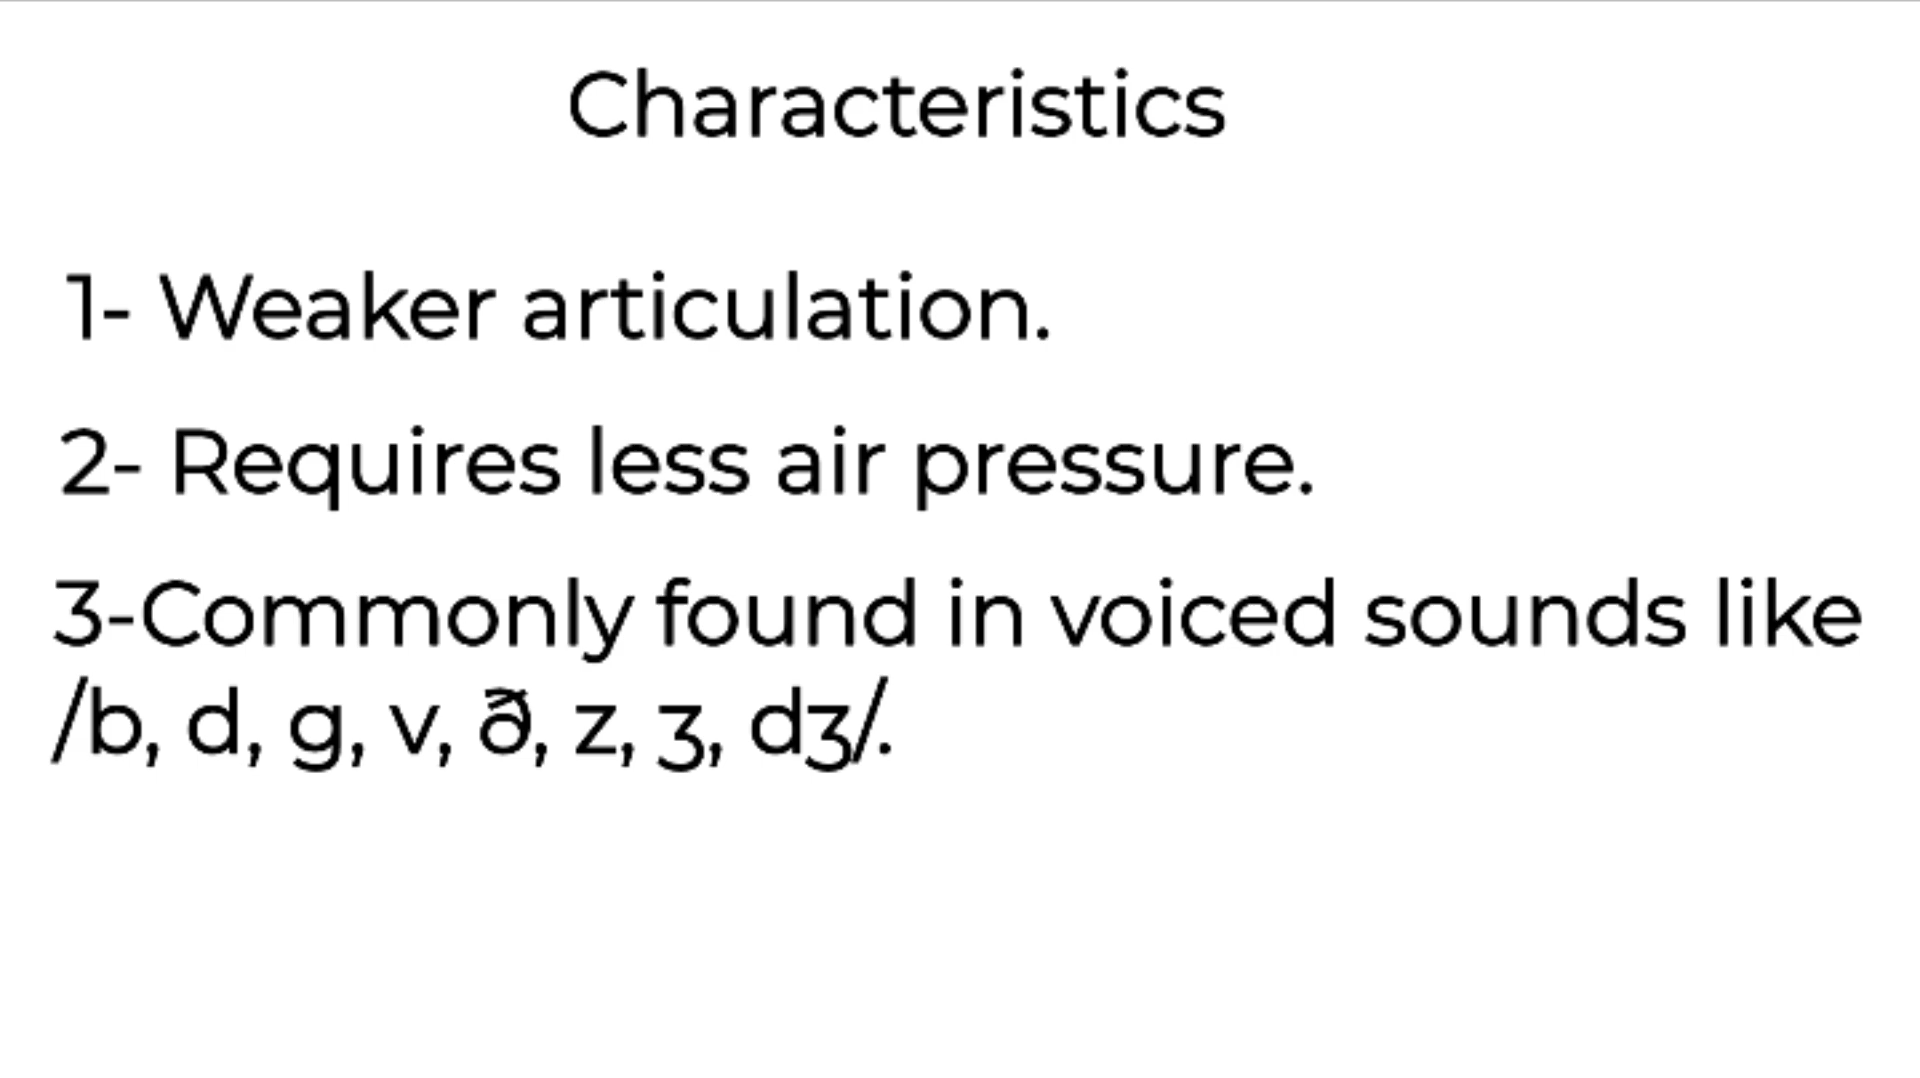 Characteristics
1- Weaker articulation.
2- Requires less air pressure.
3-Commonly found in voiced sounds like
/b, d, g, v, ð, z, ʒ, dʒ/.